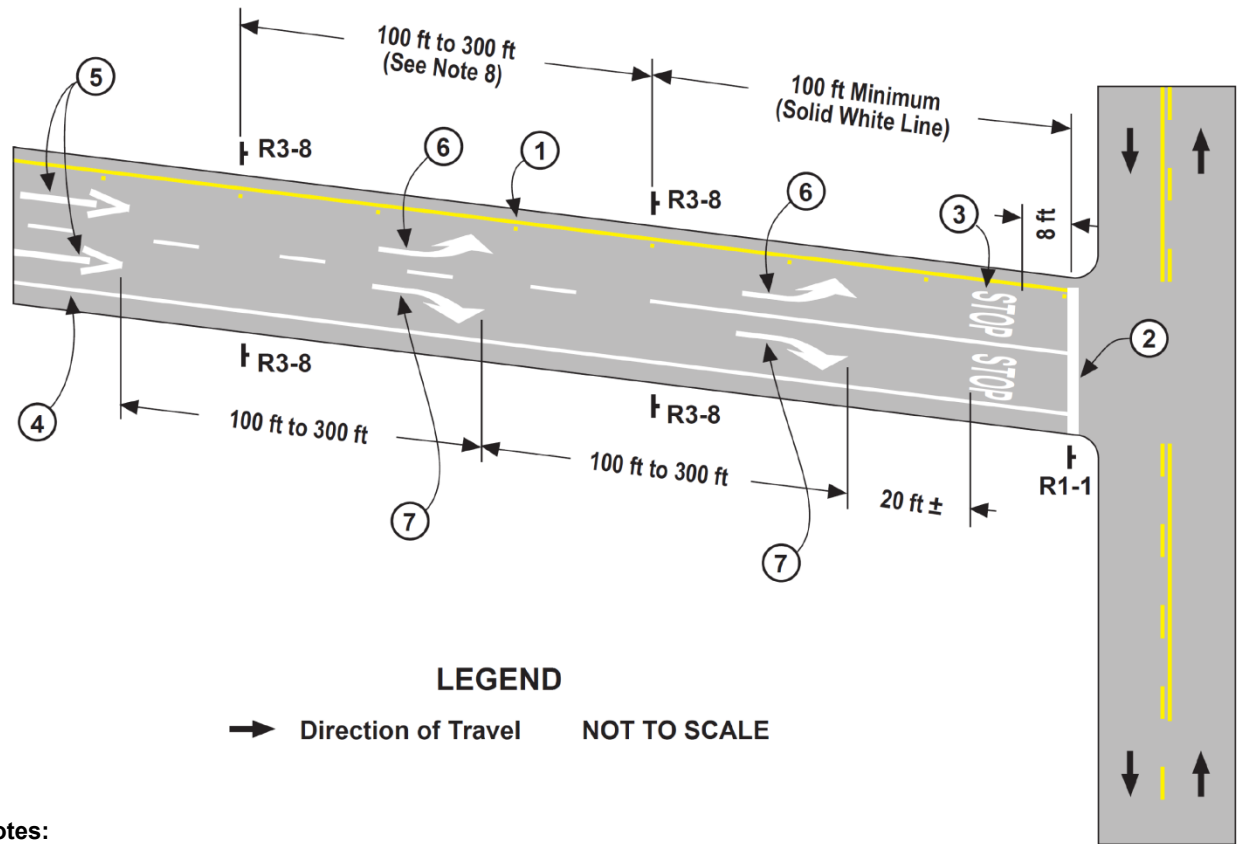 100 ft to 300 ft
(See Note 8)
100 ft Minimum
(Solid White Line)
5
R3-8
6
1
R3-8
6
3
8 ft
STOP
STOP
2
4
R3-8
7
R3-8
7
R1-1
100 ft to 300 ft
100 ft to 300 ft
20 ft ±
LEGEND
Direction of Travel NOT TO SCALE
otes: